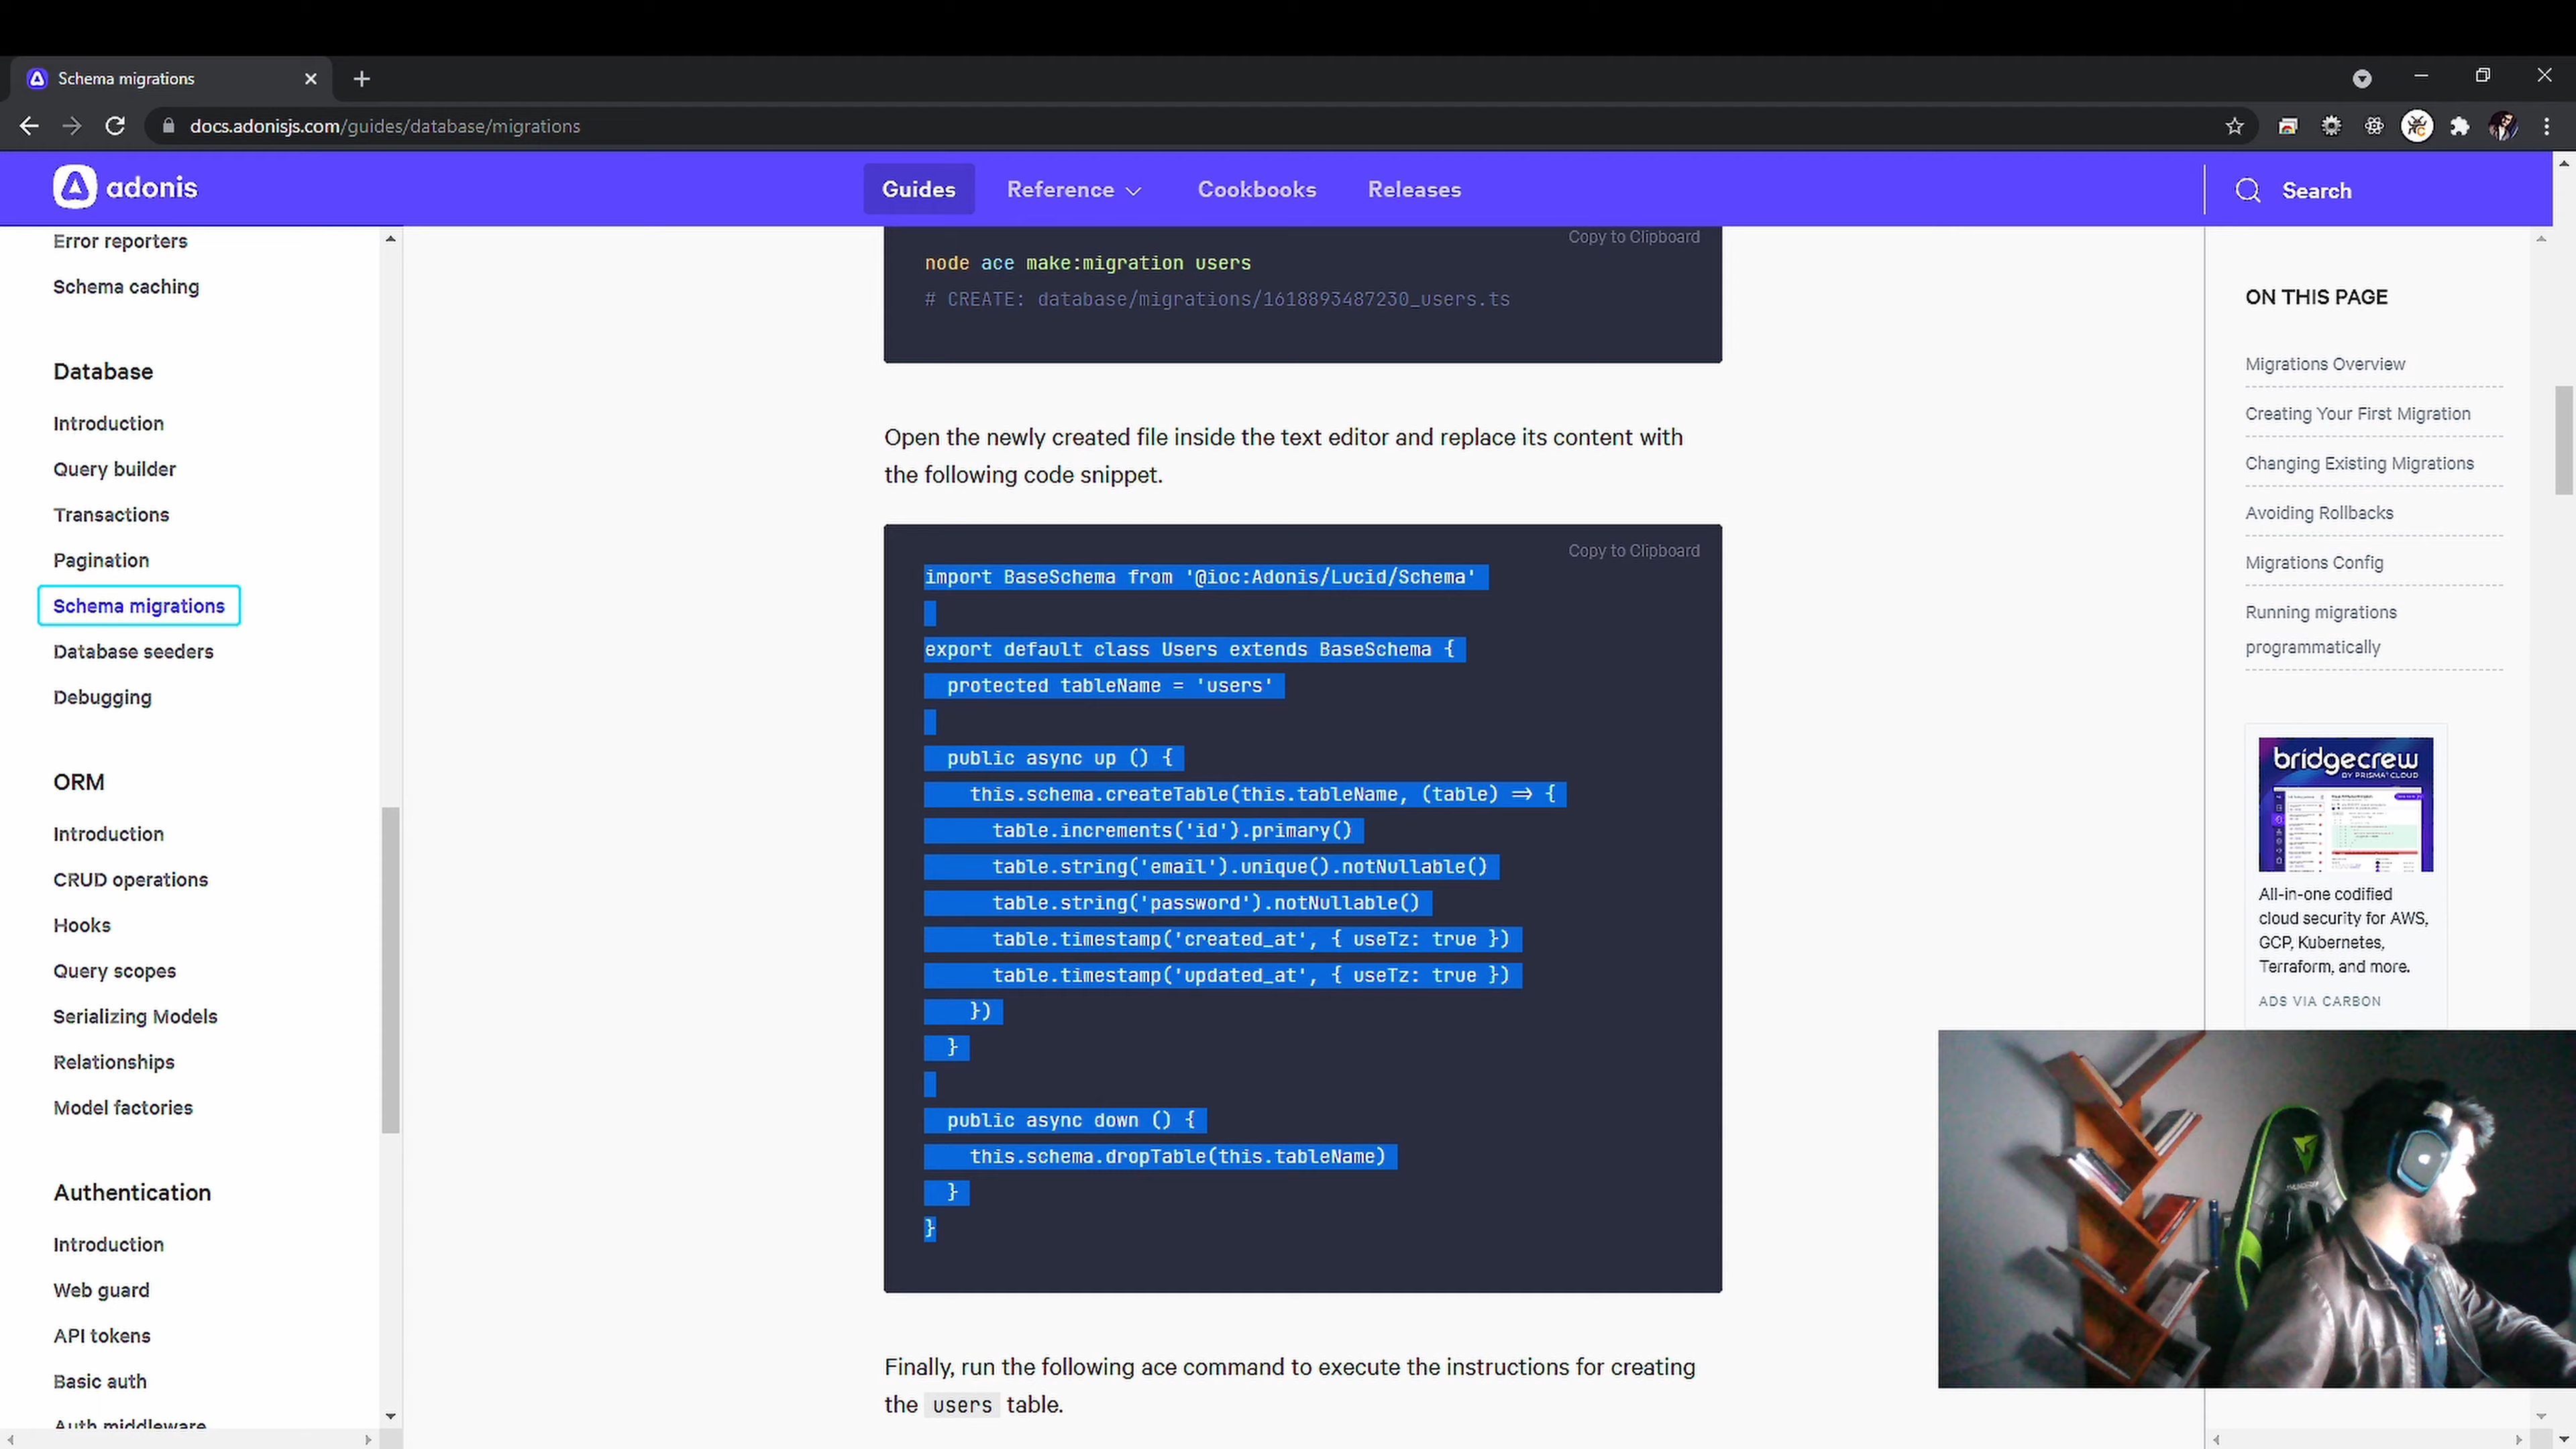 Schema migrations
docs.adonisjs.com/guides/database/migrations
adonis
Guides
Reference
Cookbooks
Releases
Search
Error reporters
Schema caching
Database
Introduction
Query builder
Transactions
Pagination
Schema migrations
Database seeders
Debugging
ORM
Introduction
CRUD operations
Hooks
Query scopes
Serializing Models
Relationships
Model factories
Authentication
Introduction
Web guard
API tokens
Basic auth
Auth middleware
Copy to Clipboard
node ace make:migration users
# CREATE: database/migrations/1618893487230_users.ts
Open the newly created file inside the text editor and replace its content with
the following code snippet.
Copy to Clipboard
import BaseSchema from '@ioc:Adonis/Lucid/Schema'
export default class Users extends BaseSchema {
protected tableName = 'users'
public async up () {
this.schema.createTable(this.tableName, (table) => {
table.increments('id').primary()
table.string('email').unique().notNullable()
table.string('password').notNullable()
table.timestamp('created_at', { useTz: true })
table.timestamp('updated_at', { useTz: true })
})
}
public async down () {
this.schema.dropTable(this.tableName)
}
}
Finally, run the following ace command to execute the instructions for creating
the users table.
ON THIS PAGE
Migrations Overview
Creating Your First Migration
Changing Existing Migrations
Avoiding Rollbacks
Migrations Config
Running migrations
programmatically
bridgecrew
BY PRISMA CLOUD
All-in-one codified
cloud security for AWS,
GCP, Kubernetes,
Terraform, and more.
ADS VIA CARBON